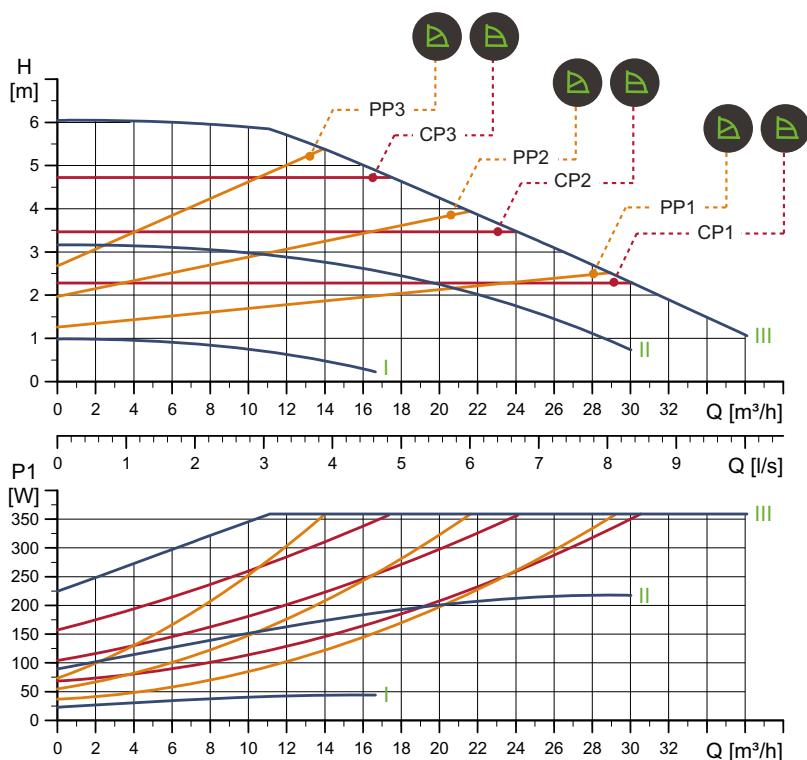 H
[m]
7
6
5
4
3
2
1
0
PP3
CP3
PP2
CP2
PP1
CP1
I
II
III
0 2 4 6 8 10 12 14 16 18 20 22 24 26 28 30 32 Q [m³/h]
0 1 2 3 4 5 6 7 8 9 Q [l/s]
P1
[W]
350
300
250
200
150
100
50
0
III
II
I
0 2 4 6 8 10 12 14 16 18 20 22 24 26 28 30 32 Q [m³/h]